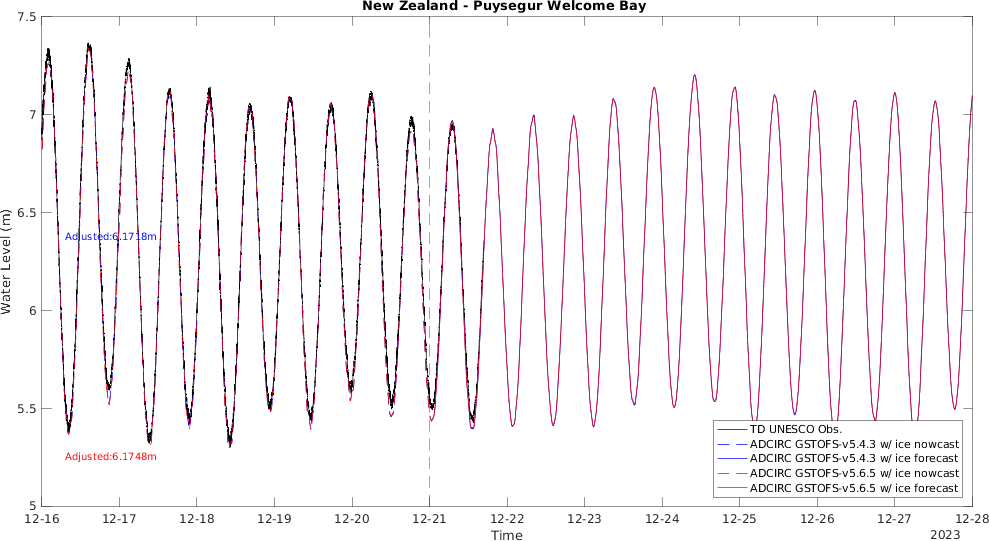 New Zealand - Puysegur Welcome Bay
7.5
7
6.5
6
5.5
5
Water Level (m)
Adjusted:6.1718m
Adjusted:6.1748m
TD UNESCO Obs.
ADCIRC GSTOFS-v5.4.3 w/ ice nowcast
ADCIRC GSTOFS-v5.4.3 w/ ice forecast
ADCIRC GSTOFS-v5.6.5 w/ ice nowcast
ADCIRC GSTOFS-v5.6.5 w/ ice forecast
12-16 12-17 12-18 12-19 12-20 12-21 12-22 12-23 12-24 12-25 12-26 12-27 12-28
Time
2023